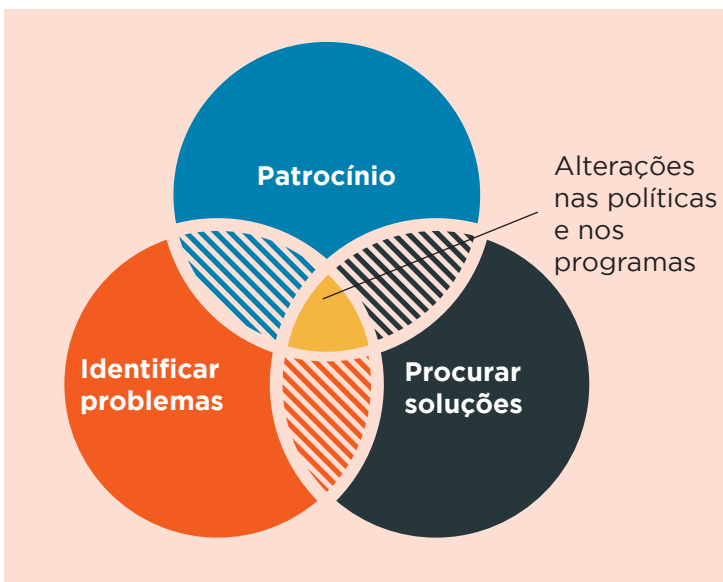 Patrocínio
Alterações
nas políticas
e nos
programas
Identificar
problemas
Procurar
soluções